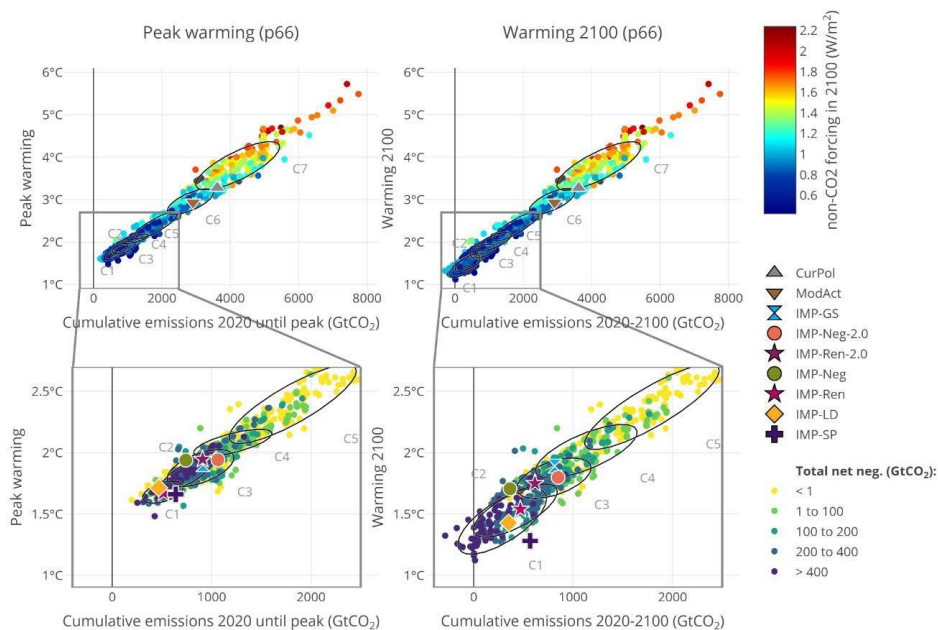 Peak warming (p66)
Warming 2100 (p66)
6°C
5°C
4°C
3°C
2°C
1°C
Peak warming
C7
C6
C5
C2
C4
C3
C1
0
2000
4000
6000
8000
Cumulative emissions 2020 until peak (GtCO₂)
6°C
5°C
4°C
3°C
2°C
1°C
Warming 2100
C7
C6
C5
C2
C4
C3
C1
0
2000
4000
6000
8000
Cumulative emissions 2020-2100 (GtCO₂)
2.2
2
1.8
1.6
1.4
1.2
1
0.8
0.6
non-CO2 forcing in 2100 (W/m²)
CurPol
ModAct
IMP-GS
IMP-Neg-2.0
IMP-Ren-2.0
IMP-Neg
IMP-Ren
IMP-LD
IMP-SP
2.5°C
2°C
1.5°C
1°C
Peak warming
C2
C5
C4
C3
C1
0
1000
2000
Cumulative emissions 2020 until peak (GtCO₂)
2.5°C
2°C
1.5°C
1°C
Warming 2100
C2
C5
C4
C3
C1
0
1000
2000
Cumulative emissions 2020-2100 (GtCO₂)
Total net neg. (GtCO₂):
< 1
1 to 100
100 to 200
200 to 400
> 400